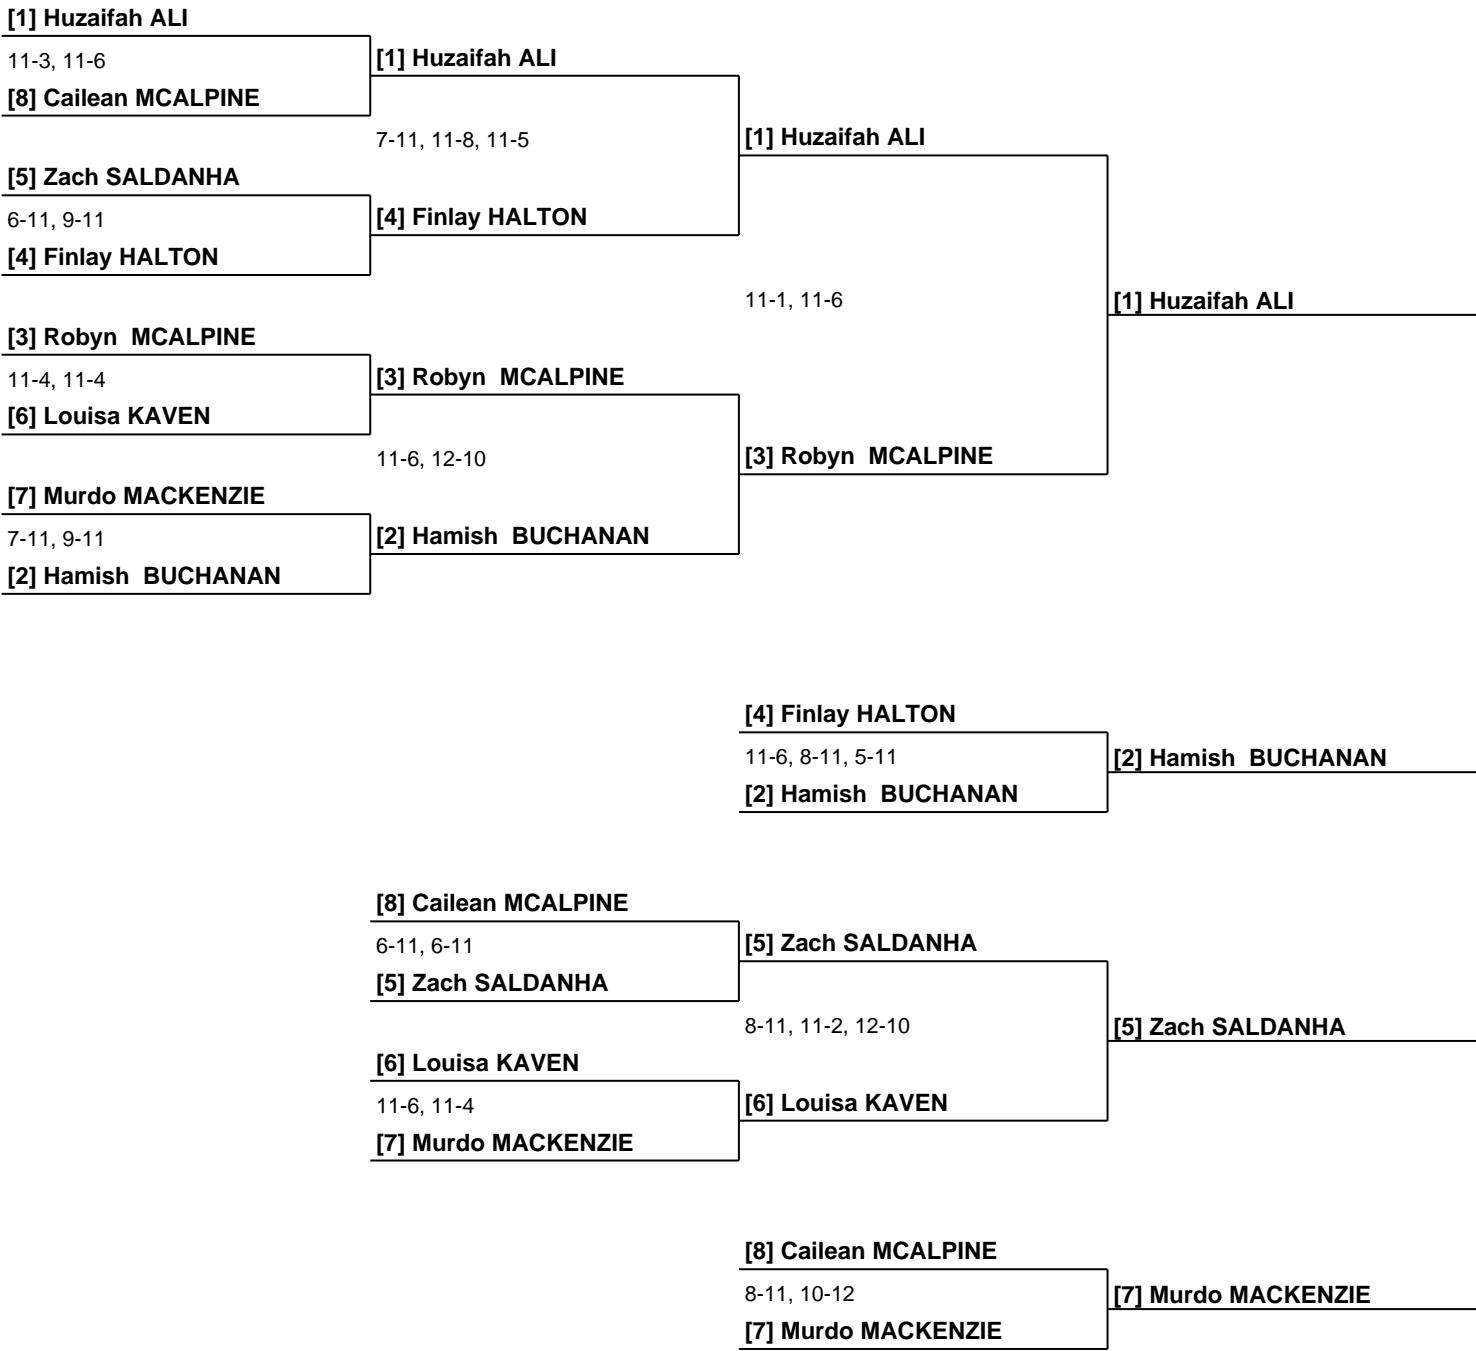 [1] Huzaifah ALI
11-3, 11-6
[1] Huzaifah ALI
[8] Cailean MCALPINE
7-11, 11-8, 11-5
[1] Huzaifah ALI
[5] Zach SALDANHA
6-11, 9-11
[4] Finlay HALTON
[4] Finlay HALTON
11-1, 11-6
[1] Huzaifah ALI
[3] Robyn  MCALPINE
11-4, 11-4
[3] Robyn  MCALPINE
[6] Louisa KAVEN
11-6, 12-10
[3] Robyn  MCALPINE
[7] Murdo MACKENZIE
7-11, 9-11
[2] Hamish  BUCHANAN
[2] Hamish  BUCHANAN
[4] Finlay HALTON
11-6, 8-11, 5-11
[2] Hamish  BUCHANAN
[2] Hamish  BUCHANAN
[8] Cailean MCALPINE
6-11, 6-11
[5] Zach SALDANHA
[5] Zach SALDANHA
8-11, 11-2, 12-10
[5] Zach SALDANHA
[6] Louisa KAVEN
11-6, 11-4
[6] Louisa KAVEN
[7] Murdo MACKENZIE
[8] Cailean MCALPINE
8-11, 10-12
[7] Murdo MACKENZIE
[7] Murdo MACKENZIE